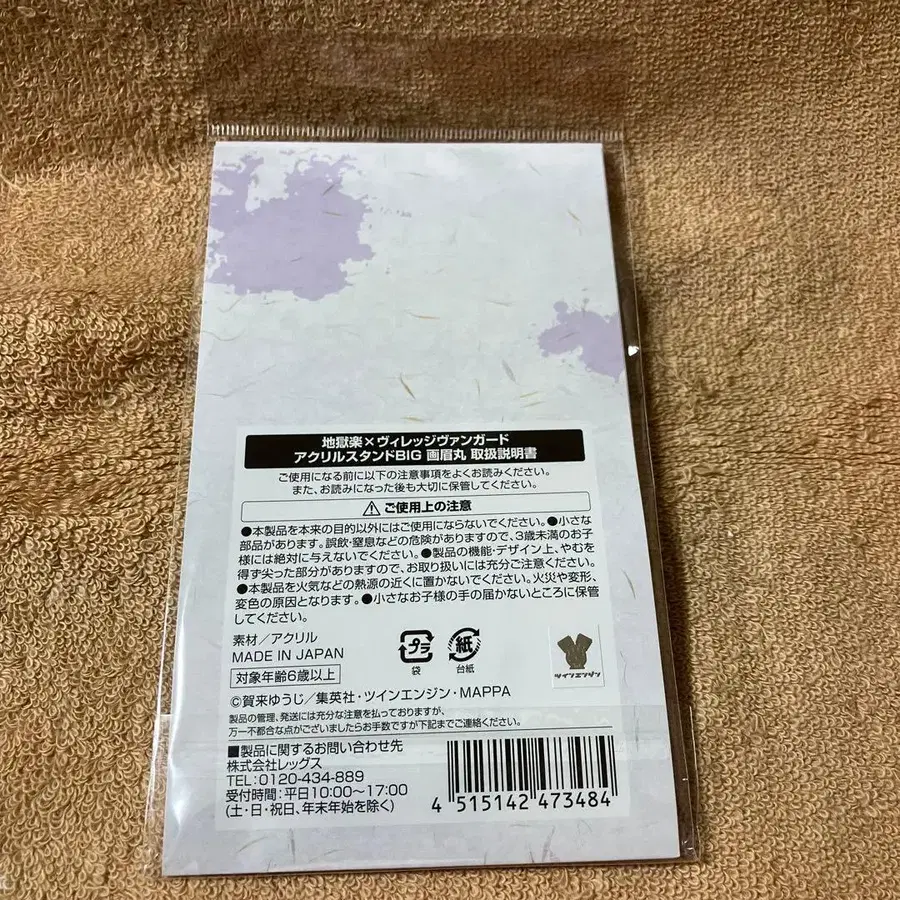 地獄楽×ヴィレッジヴァンガード
アクリルスタンドBIG 画眉丸 取扱説明書
ご使用になる前に以下の注意事項をよくお読みください。
また、お読みになった後も大切に保管してください。
ご使用上の注意
●本製品を本来の目的以外にはご使用にならないでください。●小さな
部品があります。誤飲・窒息などの危険がありますので、3歳未満のお子
様には絶対に与えないでください。●製品の機能・デザイン上、やむを
得ず尖った部分がありますので、お取り扱いには充分ご注意ください。
●本製品を火気などの熱源の近くに置かないでください。火災や変形、
変色の原因となります。●小さなお子様の手の届かないところに保管
してください。
素材/アクリル
MADE IN JAPAN
対象年齢6歳以上
プラ
袋
紙
台紙
ツインエンジン
©賀来ゆうじ/集英社・ツインエンジン・MAPPA
製品の管理、発送には充分な注意を払っておりますが、
万一不都合な点がございましたらお手数ですが下記までご連絡ください。
■製品に関するお問い合わせ先
株式会社レッグス
TEL:0120-434-889
受付時間:平日10:00〜17:00
(土・日・祝日、年末年始を除く)
4 515142 473484